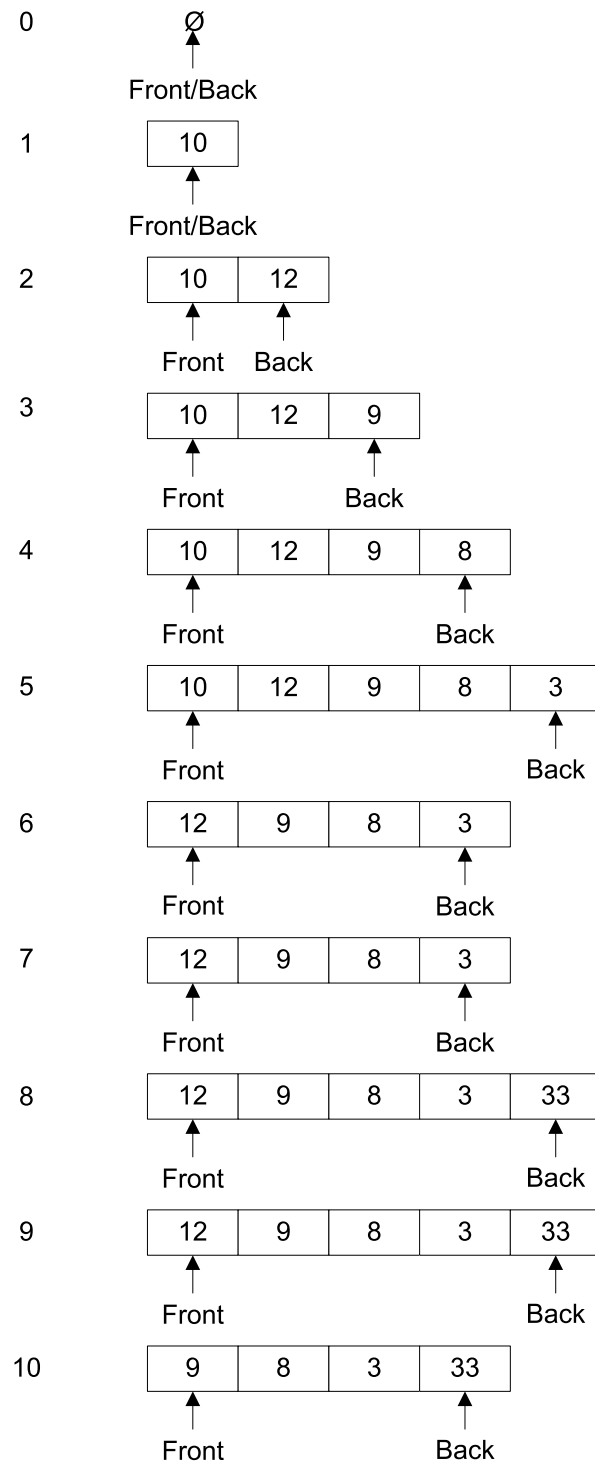 0 Ø
Front/Back
1 10
Front/Back
2 10 12
Front Back
3 10 12 9
Front Back
4 10 12 9 8
Front Back
5 10 12 9 8 3
Front Back
6 12 9 8 3
Front Back
7 12 9 8 3
Front Back
8 12 9 8 3 33
Front Back
9 12 9 8 3 33
Front Back
10 9 8 3 33
Front Back